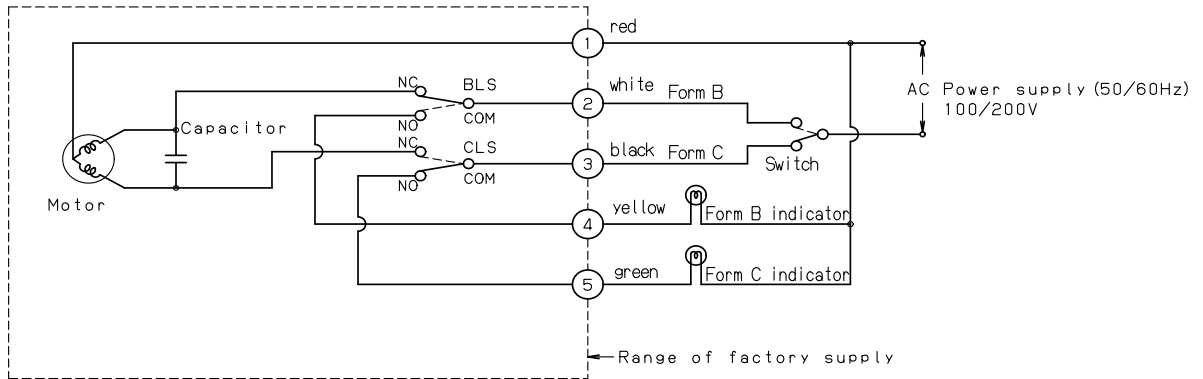 1
red
AC Power supply (50/60Hz)
100/200V
NC
BLS
2
white
Form B
NO
COM
Capacitor
NC
CLS
3
black
Form C
Switch
NO
COM
Motor
4
yellow
Form B indicator
5
green
Form C indicator
Range of factory supply